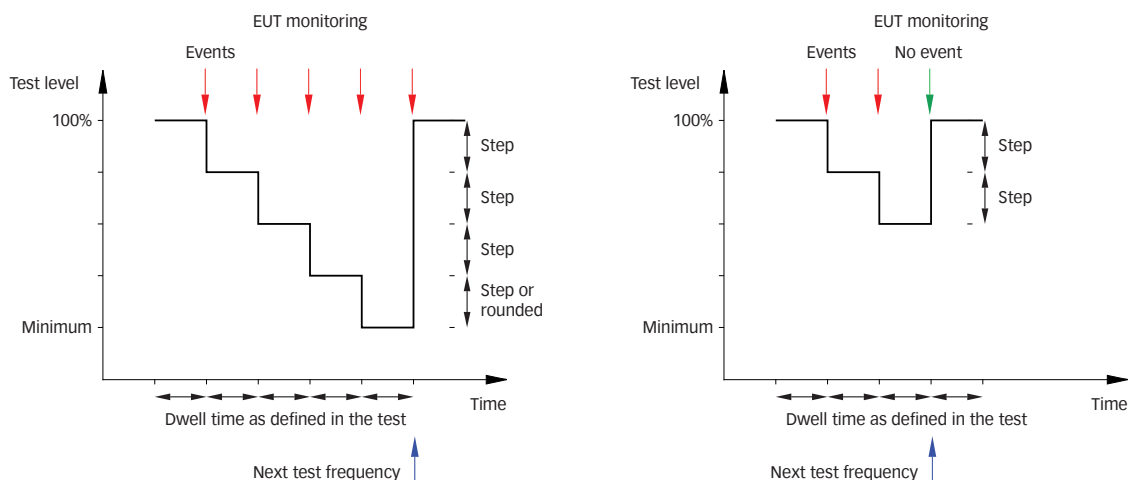 EUT monitoring
Events
Test level
100%
Step
Step
Step
Step or
rounded
Minimum
Time
Dwell time as defined in the test
Next test frequency
EUT monitoring
Events No event
Test level
100%
Step
Step
Minimum
Time
Dwell time as defined in the test
Next test frequency